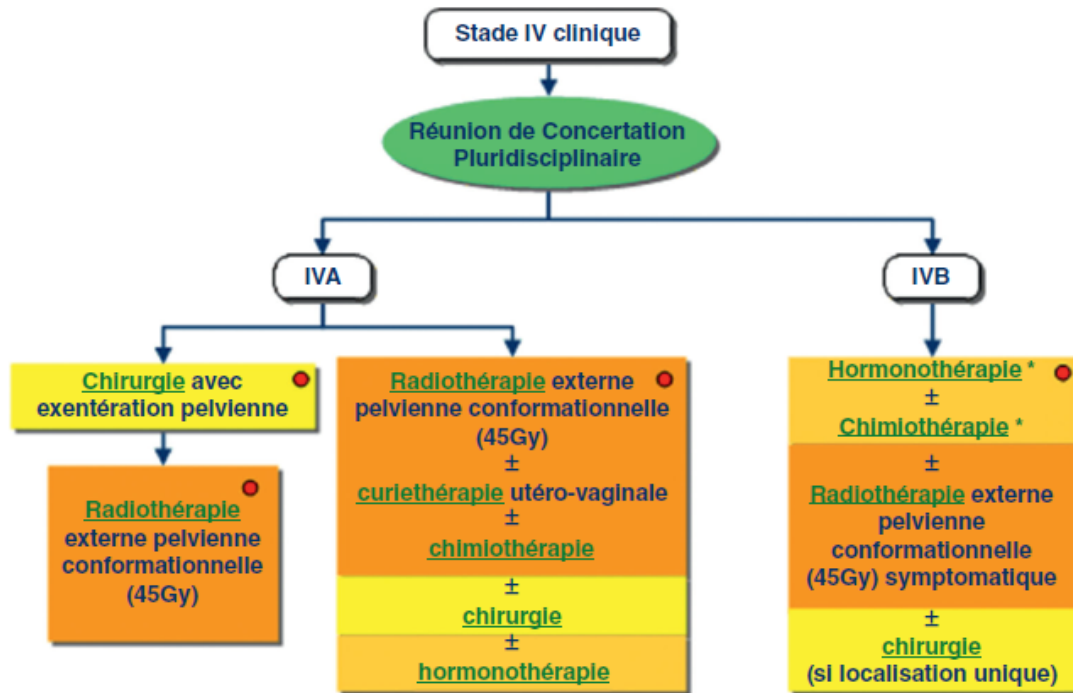 Stade IV clinique
Réunion de Concertation
Pluridisciplinaire
IVA
IVB
Chirurgie avec
exentération pelvienne
Radiothérapie
externe pelvienne
conformationnelle
(45Gy)
Radiothérapie externe
pelvienne conformationnelle
(45Gy)
±
curiethérapie utéro-vaginale
±
chimiothérapie
±
chirurgie
±
hormonothérapie
Hormonothérapie *
±
Chimiothérapie *
±
Radiothérapie externe
pelvienne
conformationnelle
(45Gy) symptomatique
±
chirurgie
(si localisation unique)